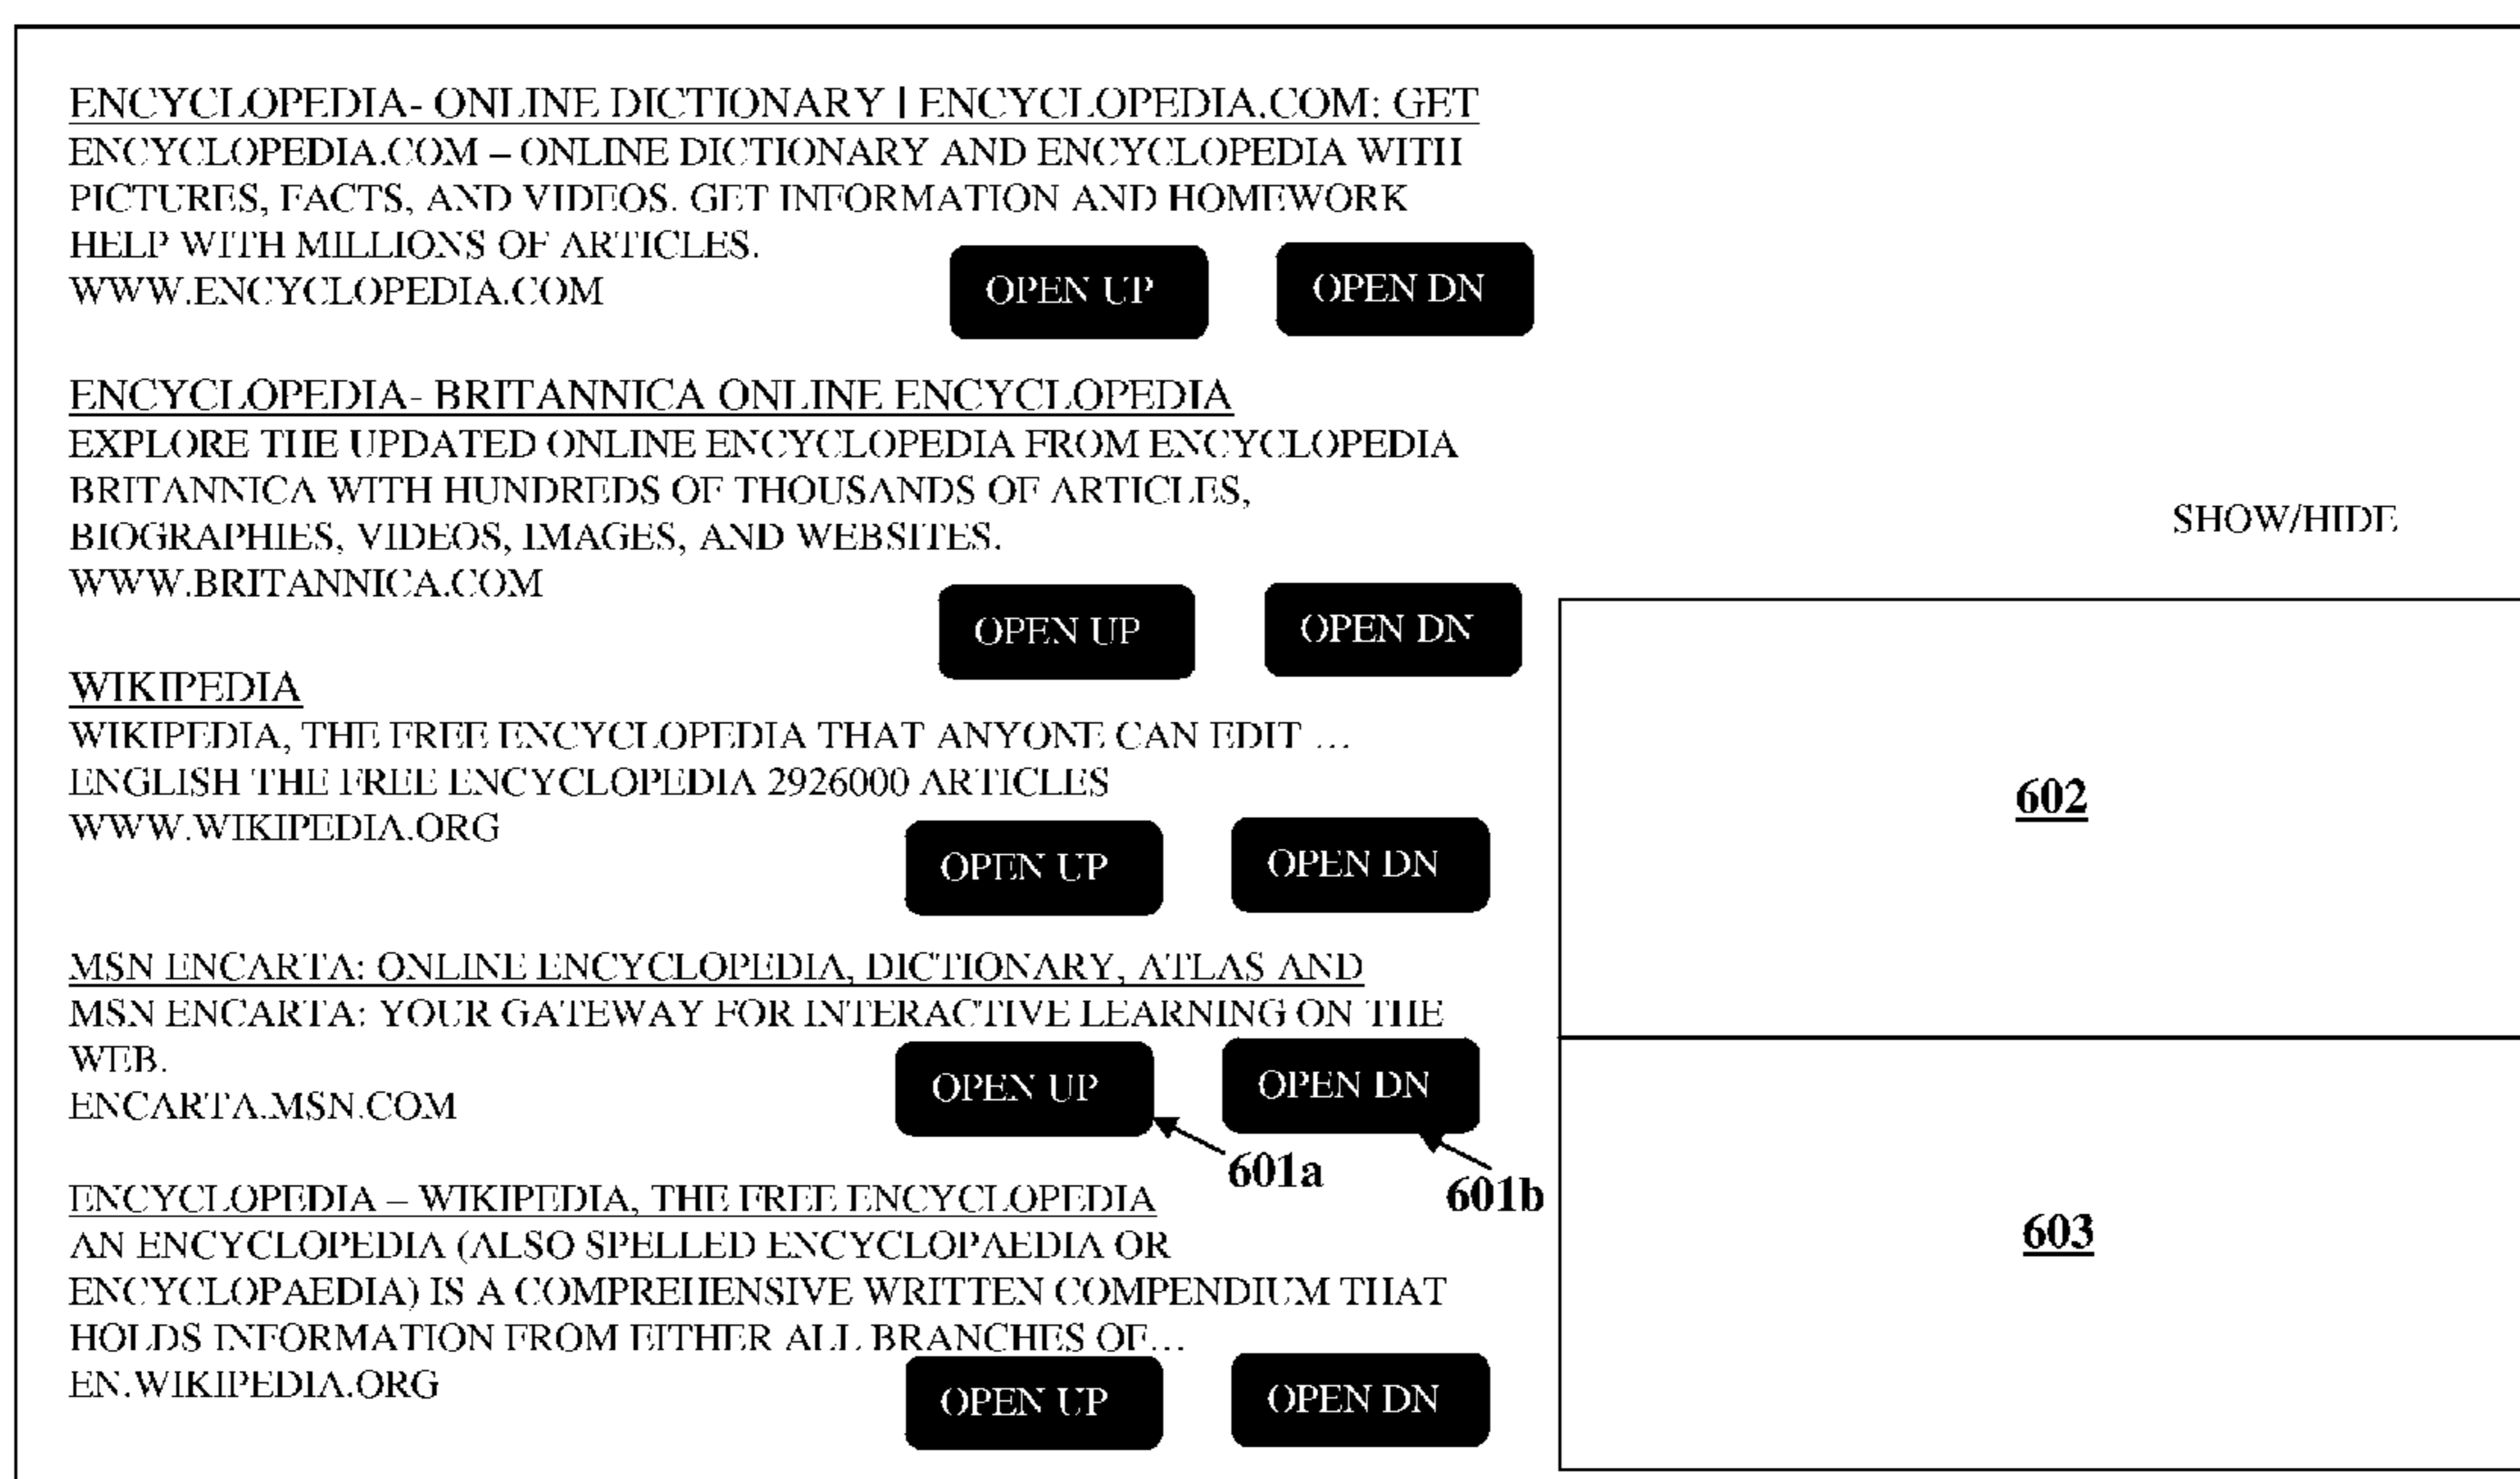 ENCYCLOPEDIA- ONLINE DICTIONARY | ENCYCLOPEDIA.COM: GET
ENCYCLOPEDIA.COM – ONLINE DICTIONARY AND ENCYCLOPEDIA WITH
PICTURES, FACTS, AND VIDEOS. GET INFORMATION AND HOMEWORK
HELP WITH MILLIONS OF ARTICLES.
WWW.ENCYCLOPEDIA.COM
OPEN UP
OPEN DN
ENCYCLOPEDIA- BRITANNICA ONLINE ENCYCLOPEDIA
EXPLORE THE UPDATED ONLINE ENCYCLOPEDIA FROM ENCYCLOPEDIA
BRITANNICA WITH HUNDREDS OF THOUSANDS OF ARTICLES,
BIOGRAPHIES, VIDEOS, IMAGES, AND WEBSITES.
WWW.BRITANNICA.COM
OPEN UP
OPEN DN
WIKIPEDIA
WIKIPEDIA, THE FREE ENCYCLOPEDIA THAT ANYONE CAN EDIT ...
ENGLISH THE FREE ENCYCLOPEDIA 2926000 ARTICLES
WWW.WIKIPEDIA.ORG
OPEN UP
OPEN DN
MSN ENCARTA: ONLINE ENCYCLOPEDIA, DICTIONARY, ATLAS AND
MSN ENCARTA: YOUR GATEWAY FOR INTERACTIVE LEARNING ON THE
WEB.
ENCARTA.MSN.COM
OPEN UP
OPEN DN
601a
601b
ENCYCLOPEDIA – WIKIPEDIA, THE FREE ENCYCLOPEDIA
AN ENCYCLOPEDIA (ALSO SPELLED ENCYCLOPAEDIA OR
ENCYCLOPAEDIA) IS A COMPREHENSIVE WRITTEN COMPENDIUM THAT
HOLDS INFORMATION FROM EITHER ALL BRANCHES OF...
EN.WIKIPEDIA.ORG
OPEN UP
OPEN DN
SHOW/HIDE
602
603